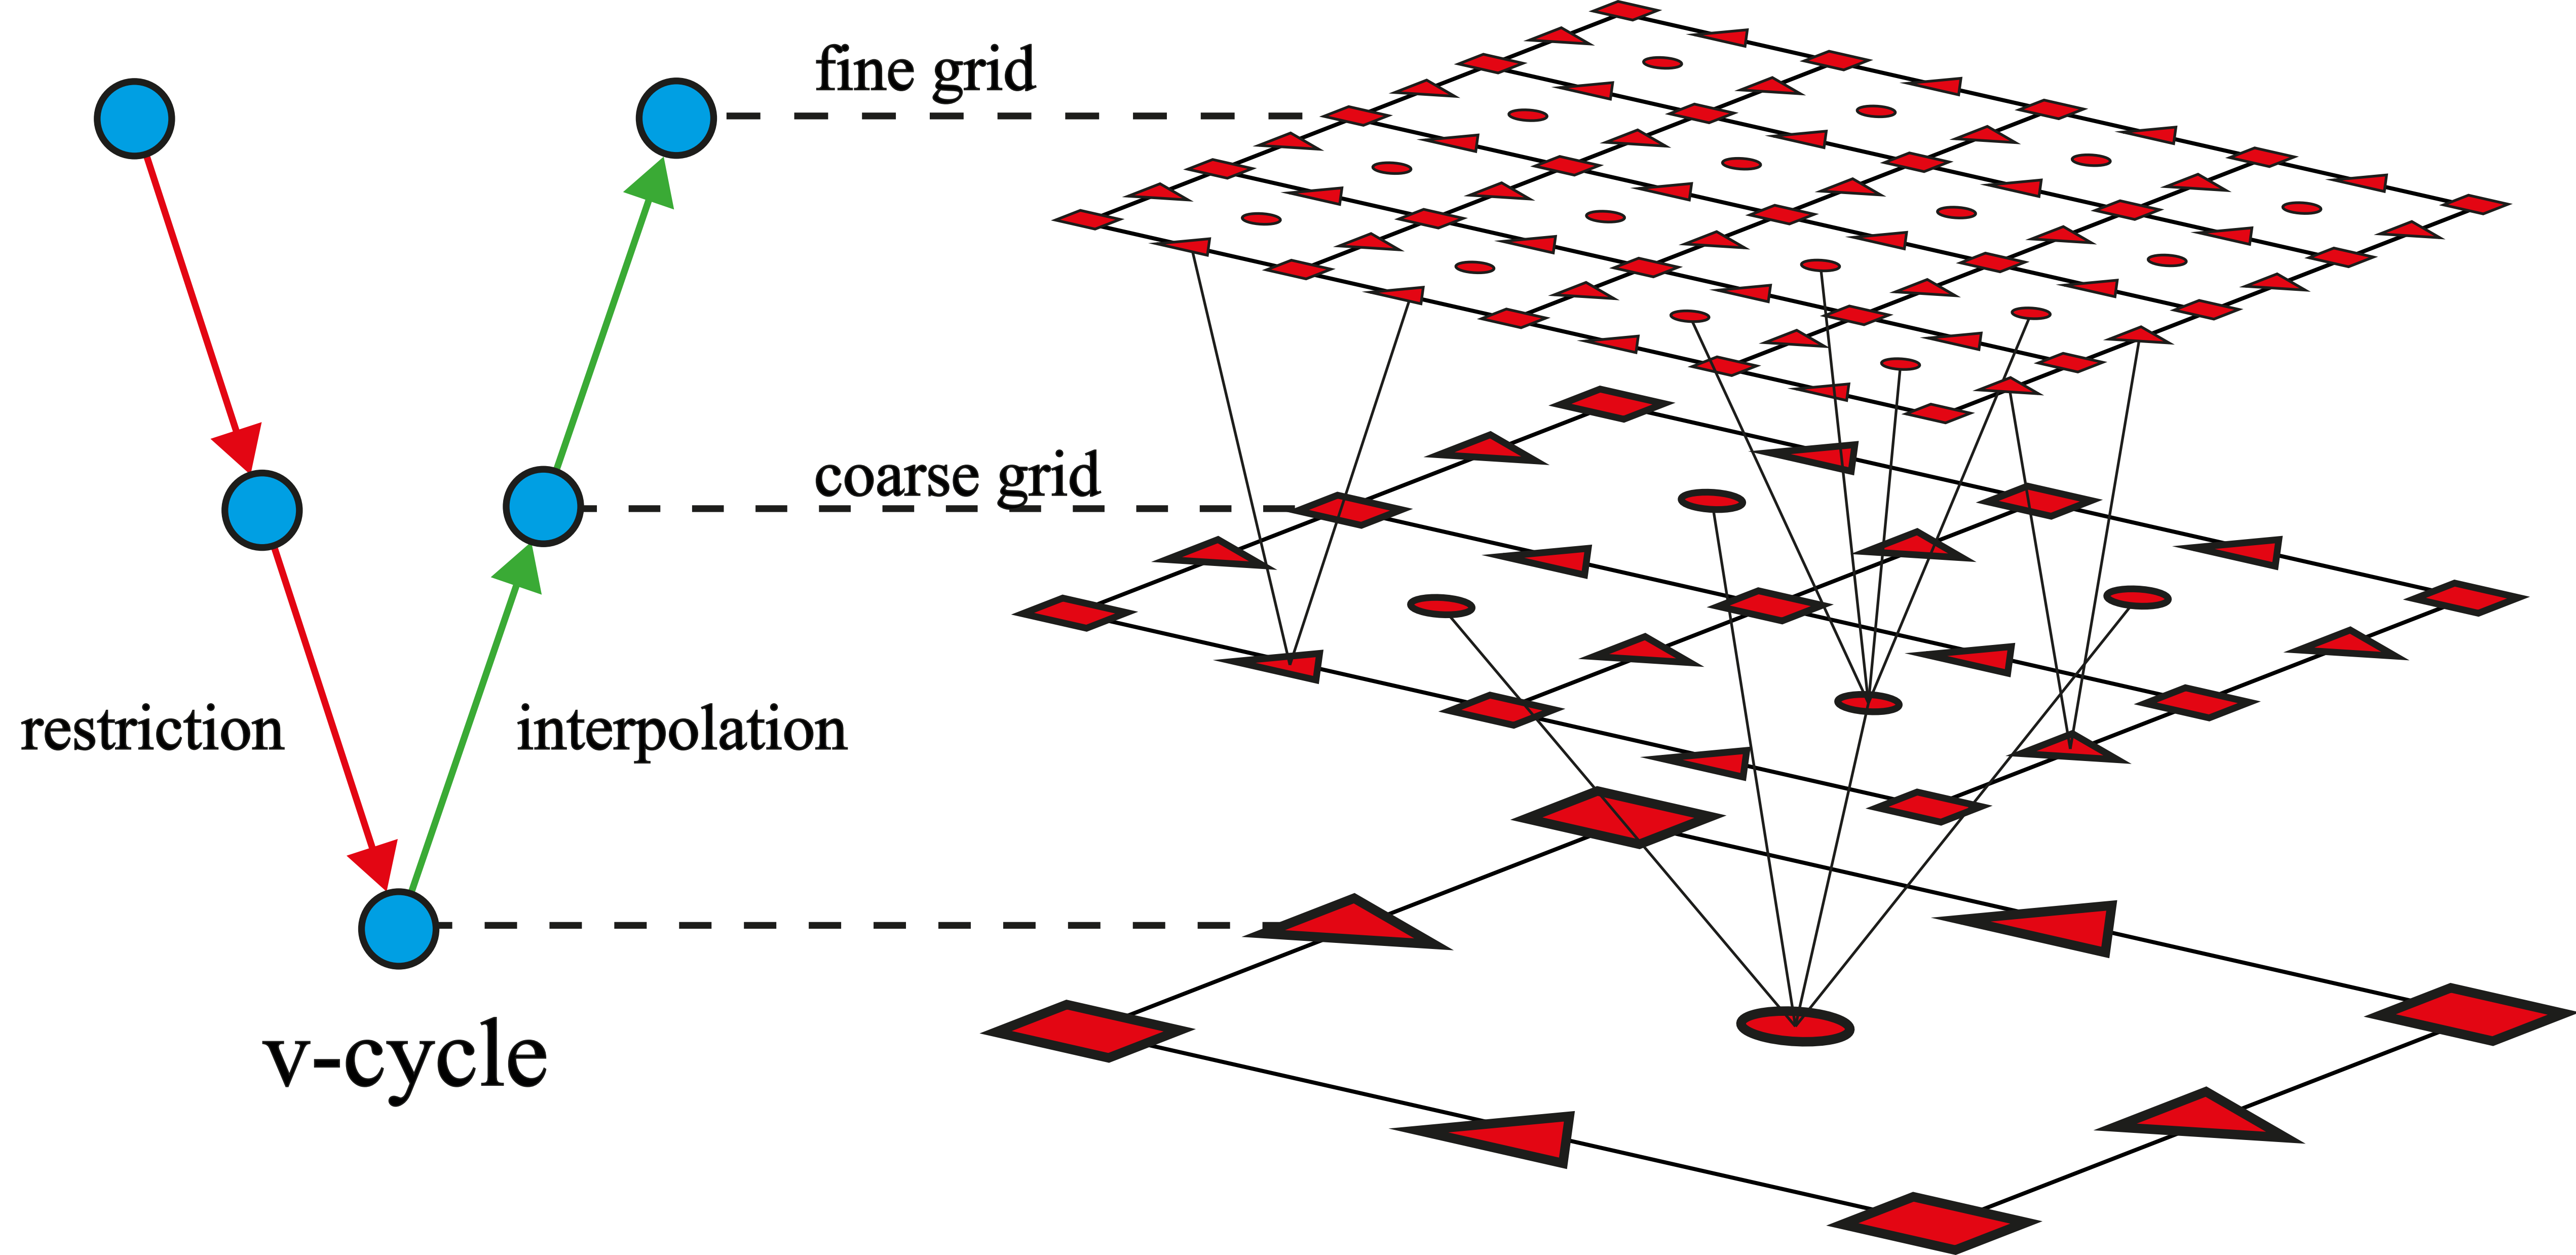 fine grid
coarse grid
restriction
interpolation
v-cycle